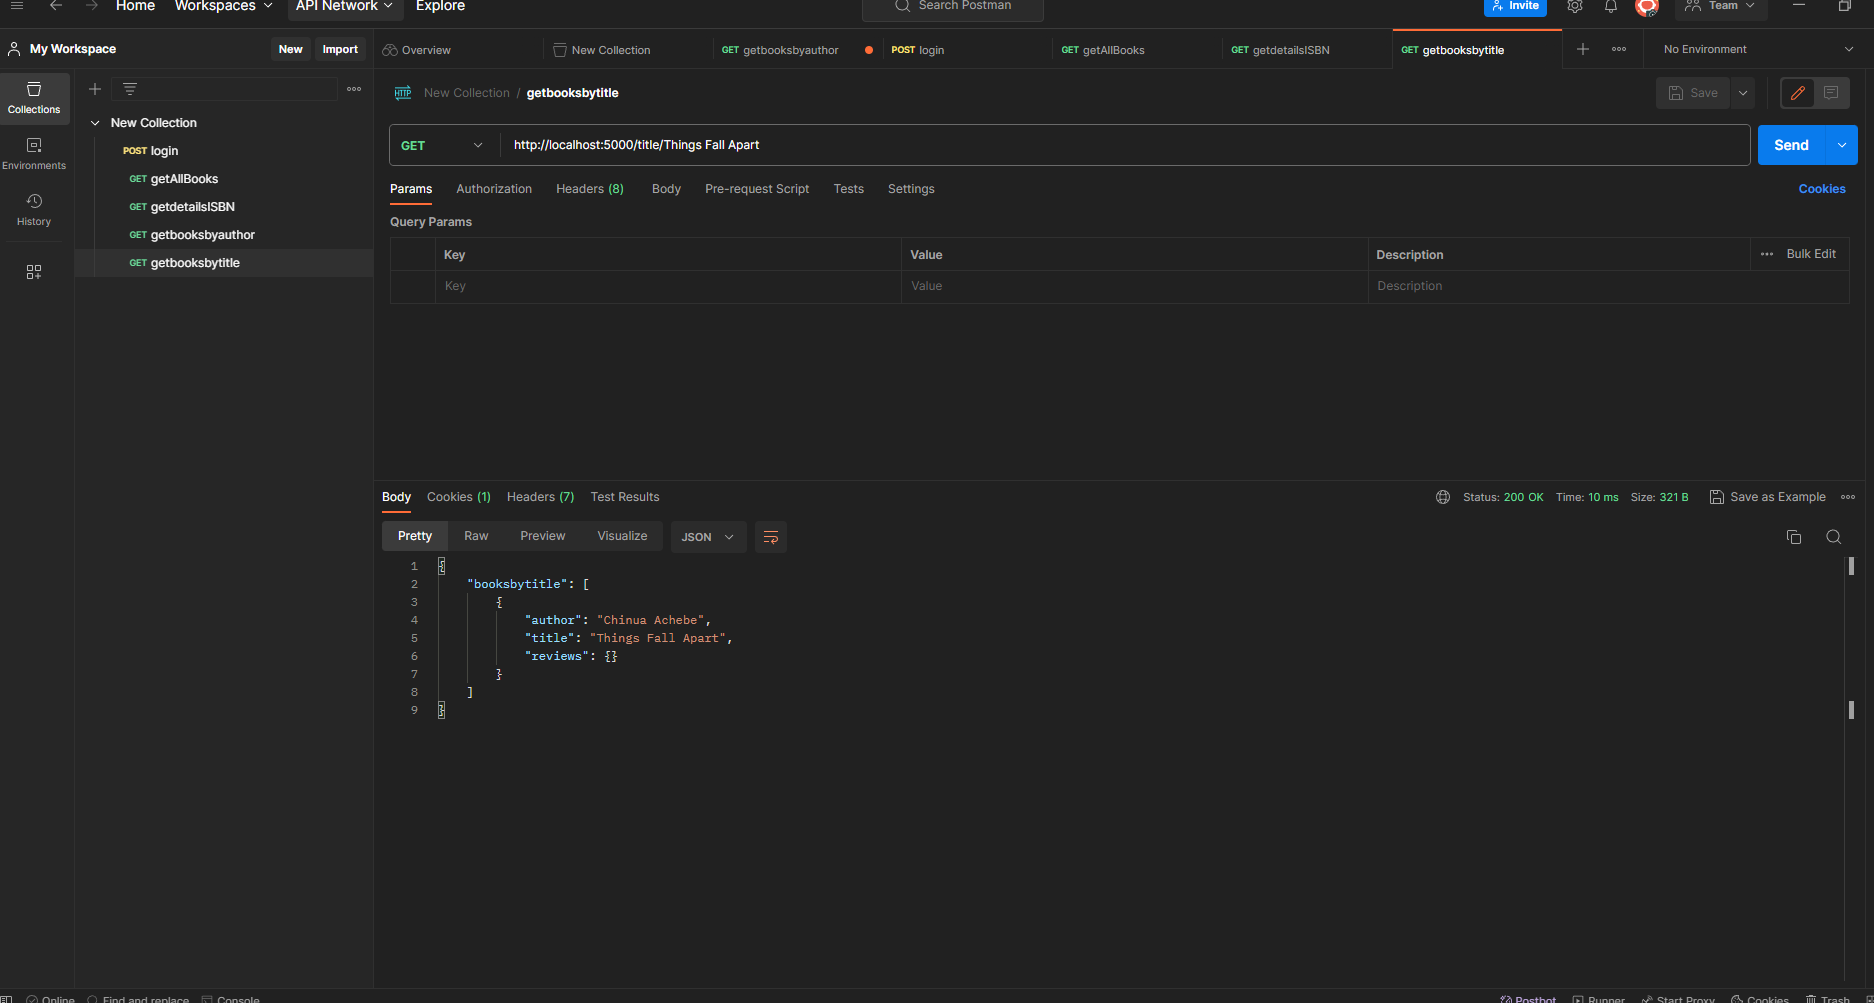 Home Workspaces API Network Explore Search Postman Invite Team
My Workspace New Import Overview New Collection GET getbooksbyauthor POST login GET getAllBooks GET getdetailsISBN GET getbooksbytitle No Environment
Collections
Environments
History
New Collection
POST login
GET getAllBooks
GET getdetailsISBN
GET getbooksbyauthor
GET getbooksbytitle
HTTP New Collection / getbooksbytitle Save
GET http://localhost:5000/title/Things Fall Apart Send
Params Authorization Headers (8) Body Pre-request Script Tests Settings Cookies
Query Params
Key Value Description Bulk Edit
Key Value Description
Body Cookies (1) Headers (7) Test Results Status: 200 OK Time: 10 ms Size: 321 B Save as Example
Pretty Raw Preview Visualize JSON
1 {
2 "booksbytitle": [
3 {
4 "author": "Chinua Achebe",
5 "title": "Things Fall Apart",
6 "reviews": {}
7 }
8 ]
9 }
Online Find and replace Console Postbot Runner Start Proxy Cookies Trash